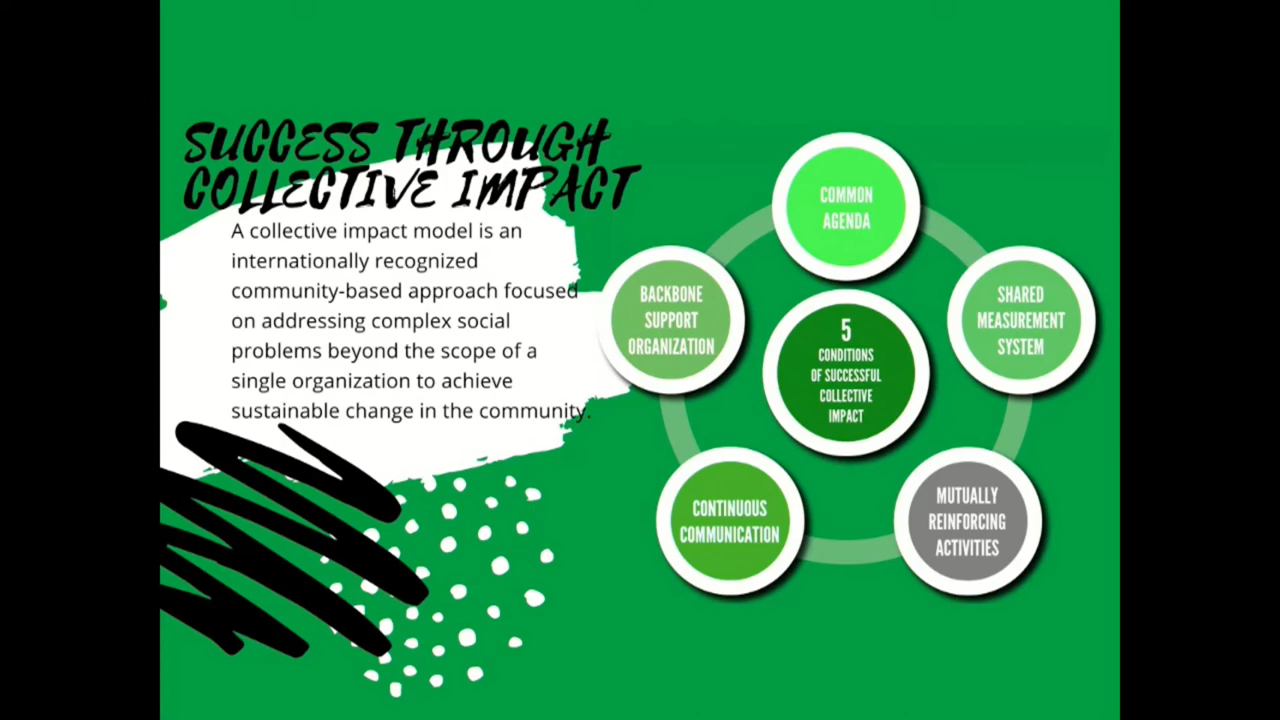 SUCCESS THROUGH
COLLECTIVE IMPACT
A collective impact model is an
internationally recognized
community-based approach focused
on addressing complex social
problems beyond the scope of a
single organization to achieve
sustainable change in the community.
COMMON
AGENDA
BACKBONE
SUPPORT
ORGANIZATION
SHARED
MEASUREMENT
SYSTEM
5
CONDITIONS
OF SUCCESSFUL
COLLECTIVE
IMPACT
CONTINUOUS
COMMUNICATION
MUTUALLY
REINFORCING
ACTIVITIES